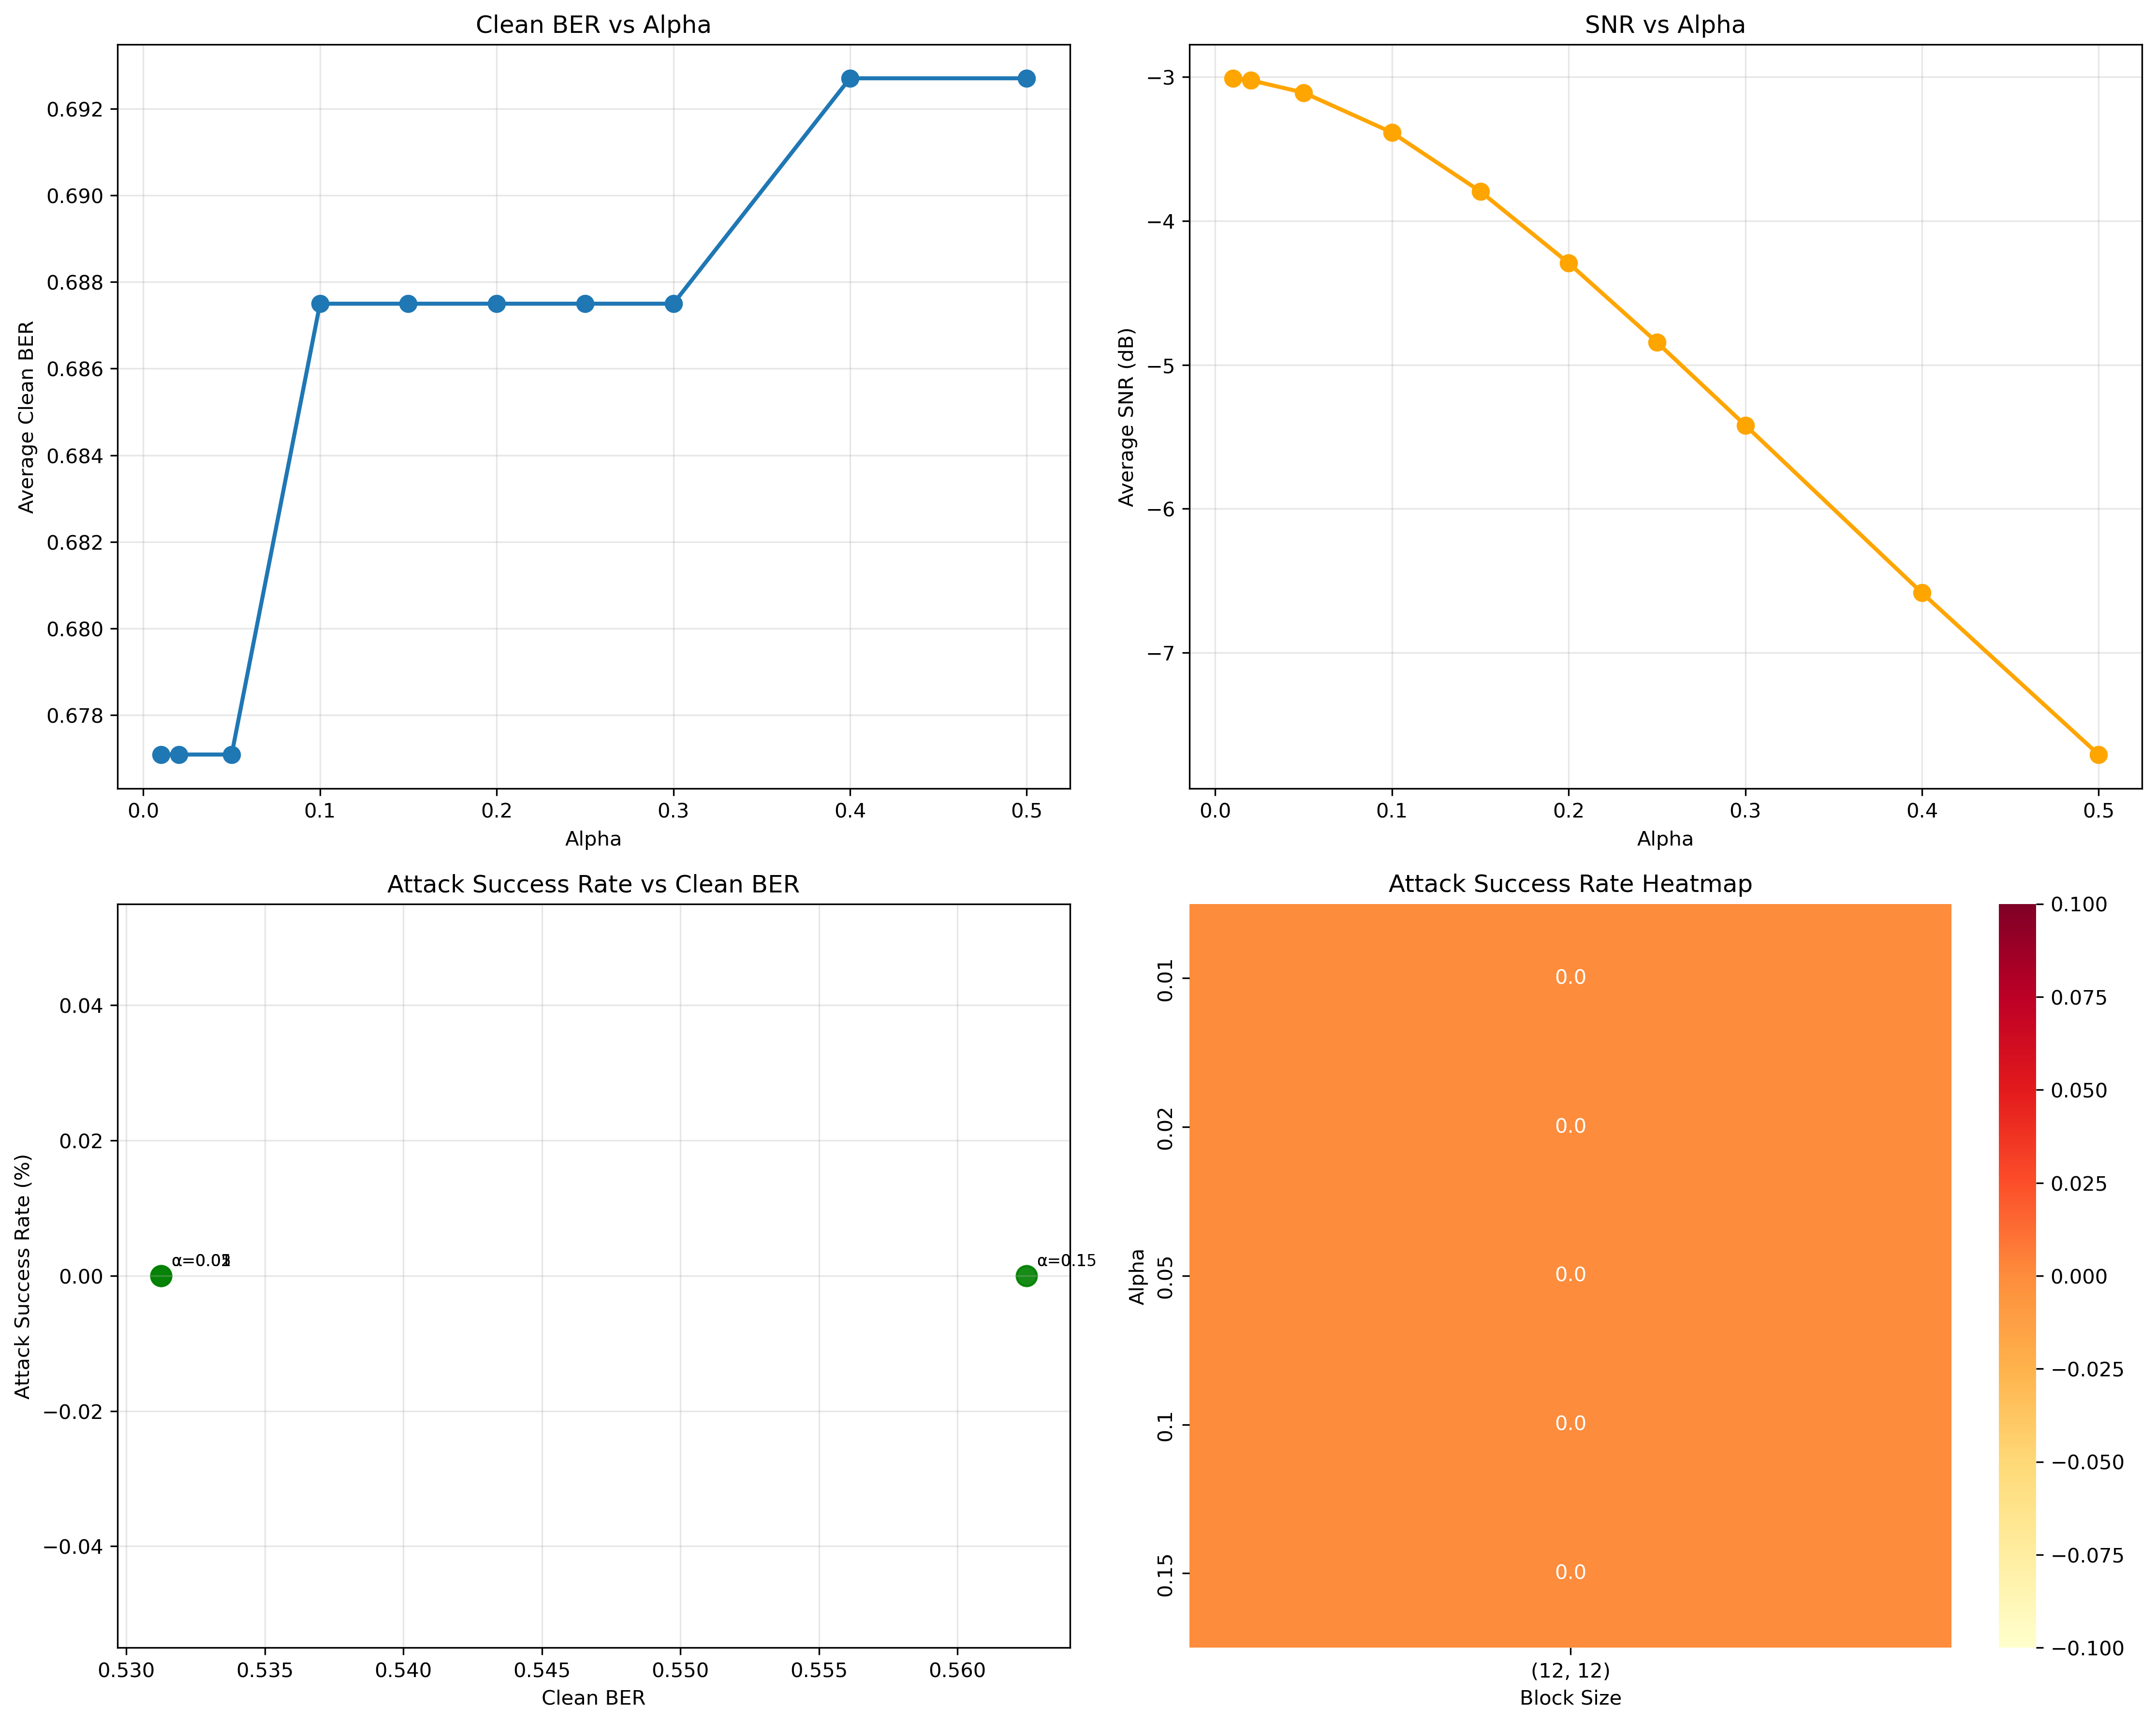 Clean BER vs Alpha
Average Clean BER
0.692
0.690
0.688
0.686
0.684
0.682
0.680
0.678
0.0 0.1 0.2 0.3 0.4 0.5
Alpha
SNR vs Alpha
Average SNR (dB)
−3
−4
−5
−6
−7
0.0 0.1 0.2 0.3 0.4 0.5
Alpha
Attack Success Rate vs Clean BER
Attack Success Rate (%)
0.04
0.02
0.00
−0.02
−0.04
α=0.15
0.530 0.535 0.540 0.545 0.550 0.555 0.560
Clean BER
Attack Success Rate Heatmap
Alpha
0.01
0.02
0.05
0.1
0.15
0.0
0.0
0.0
0.0
0.0
(12, 12)
Block Size
0.100
0.075
0.050
0.025
0.000
−0.025
−0.050
−0.075
−0.100